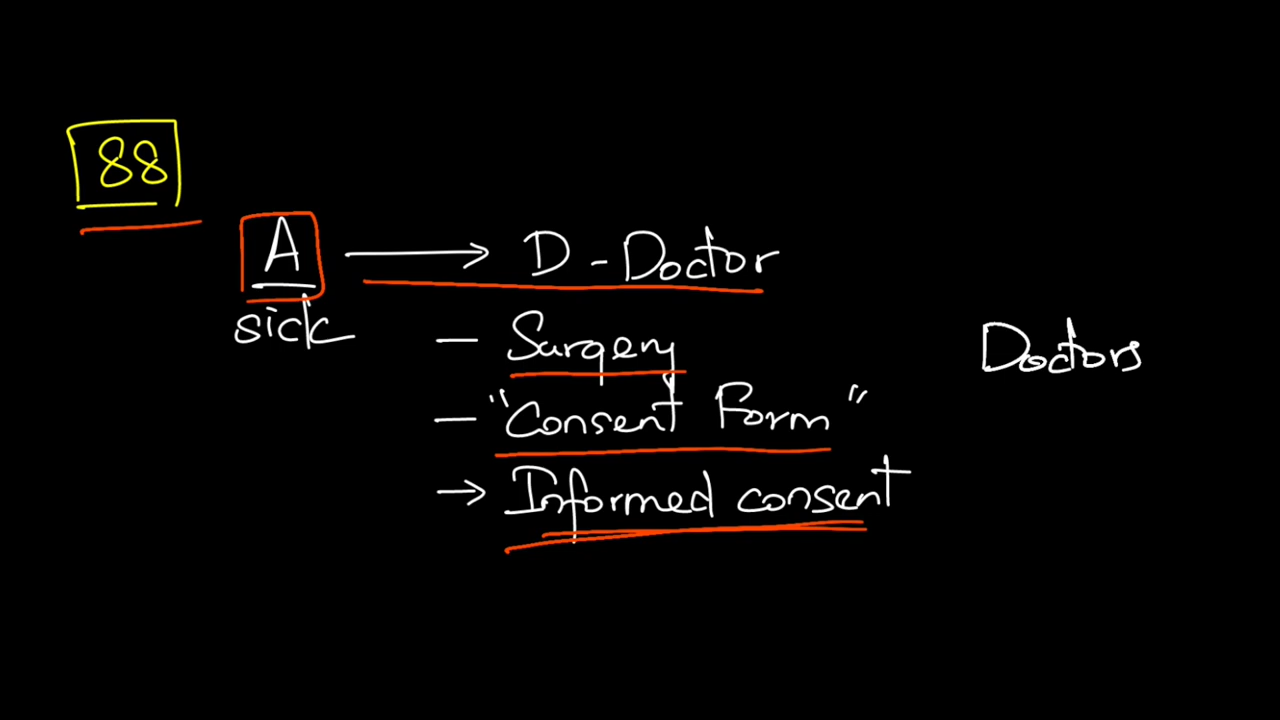 88
A → D - Doctor
sick
- Surgery
Doctors
- "Consent Form"
→ Informed consent